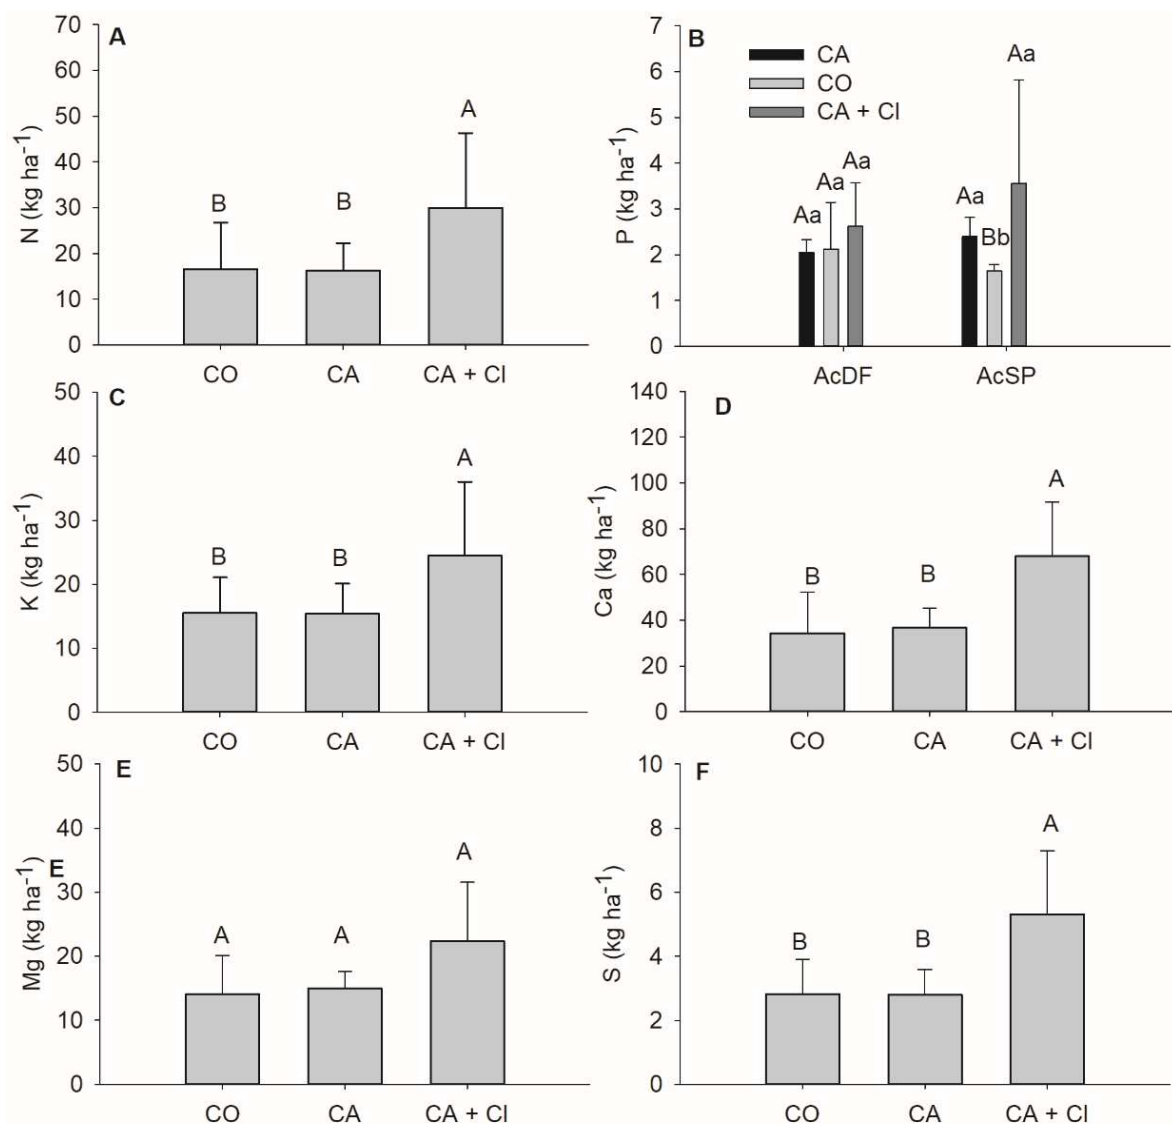 A
70
60
50
40
30
20
10
0
N (kg ha⁻¹)
B
B
A
CO
CA
CA + Cl
B
7
6
5
4
3
2
1
0
P (kg ha⁻¹)
CA
CO
CA + Cl
Aa
Aa
Aa
Aa
Bb
Aa
AcDF
AcSP
C
50
40
30
20
10
0
K (kg ha⁻¹)
B
B
A
CO
CA
CA + Cl
D
140
120
100
80
60
40
20
0
Ca (kg ha⁻¹)
B
B
A
CO
CA
CA + Cl
E
50
40
30
20
10
0
Mg (kg ha⁻¹)
E
A
A
A
CO
CA
CA + Cl
F
10
8
6
4
2
0
S (kg ha⁻¹)
B
B
A
CO
CA
CA + Cl